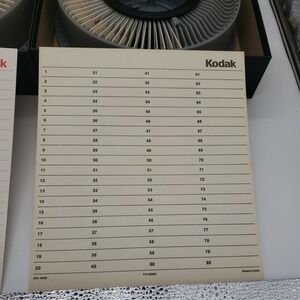 Kodak
ak
1 21 41 61
2 22 42 62
3 23 43 63
4 24 44 64
5 25 45 65
6 26 46 66
7 27 47 67
8 28 48 68
9 29 49 69
10 30 50 70
11 31 51 71
12 32 52 72
13 33 53 73
14 34 54 74
15 35 55 75
16 36 56 76
17 37 57 77
18 38 58 78
19 39 59 79
20 40 60 80